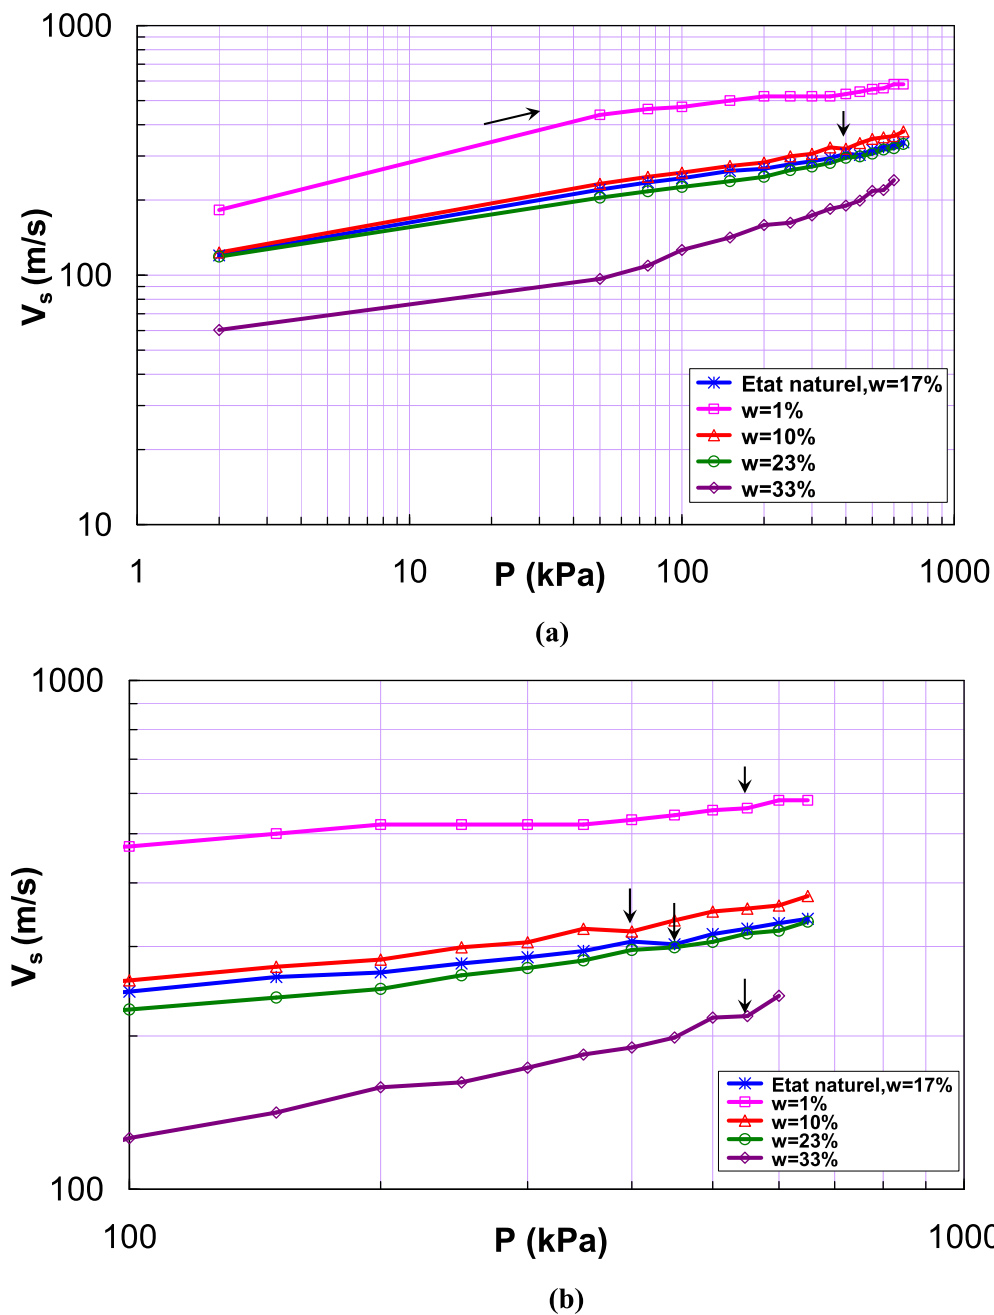 1000
100
10
Vs (m/s)
Etat naturel,w=17%
w=1%
w=10%
w=23%
w=33%
1 10 100 1000
P (kPa)
(a)
1000
100
Vs (m/s)
Etat naturel,w=17%
w=1%
w=10%
w=23%
w=33%
100 1000
P (kPa)
(b)